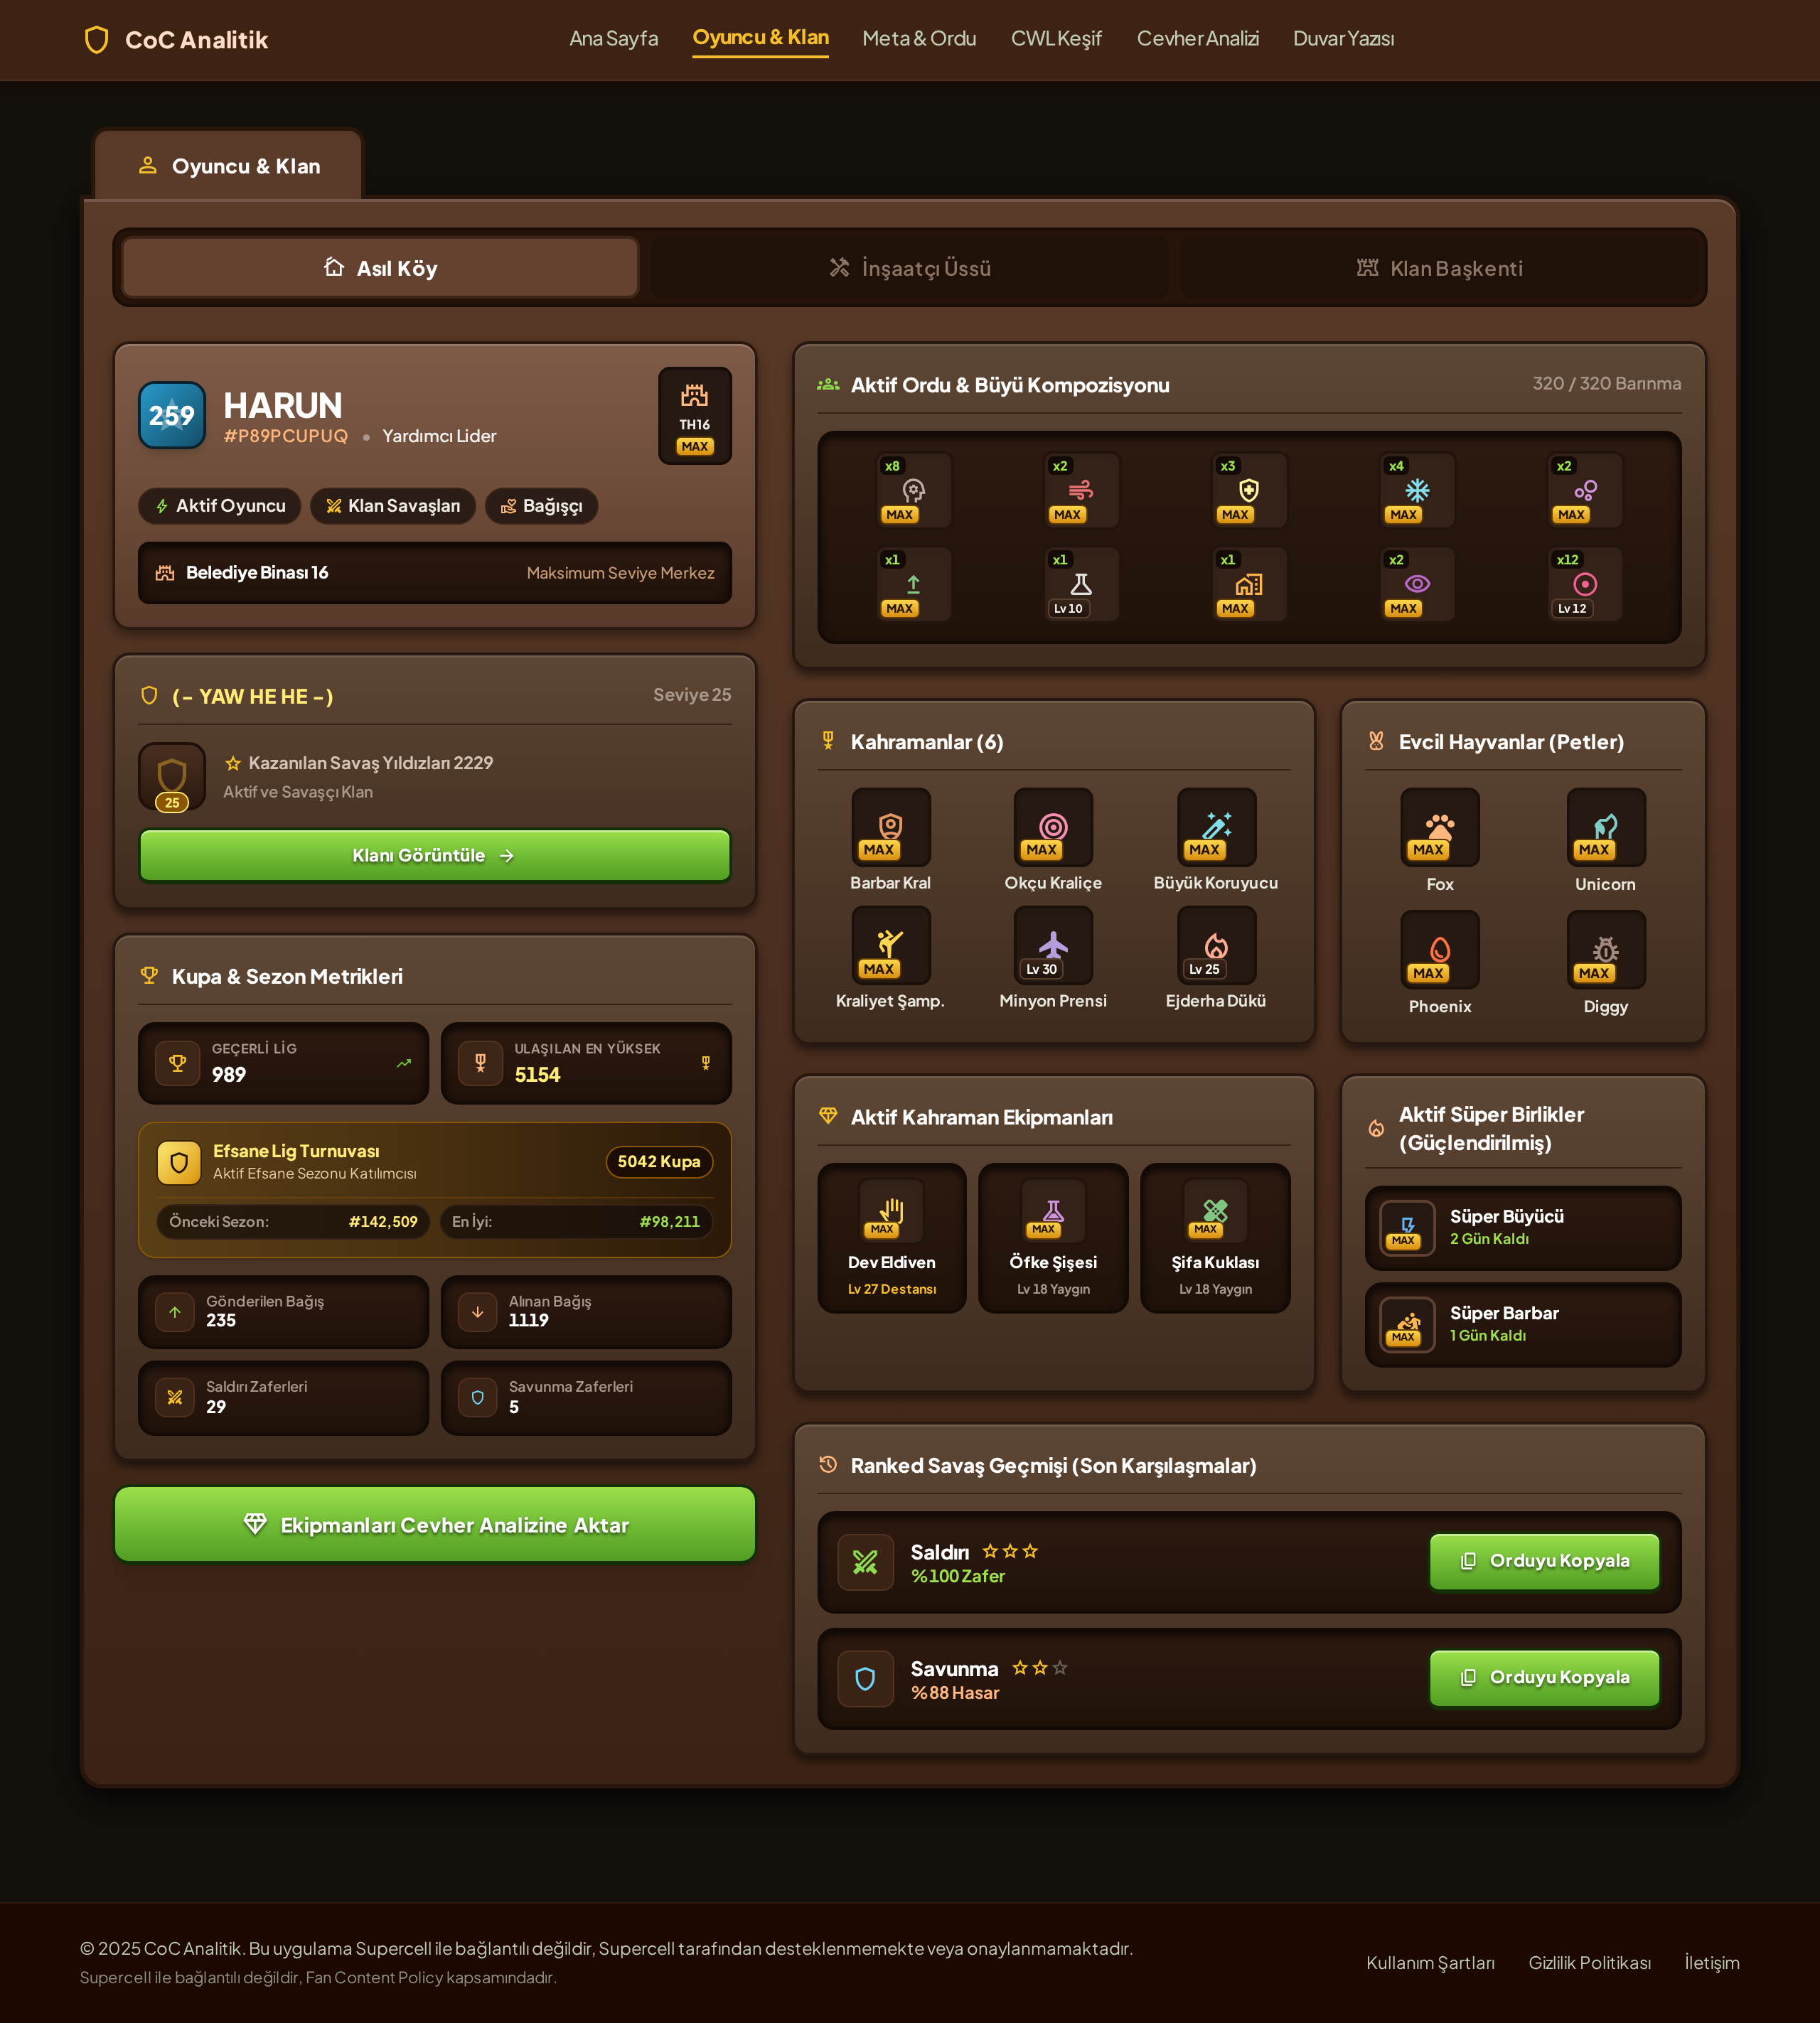 CoC Analitik
Ana Sayfa
Oyuncu & Klan
Meta & Ordu
CWL Keşif
Cevher Analizi
Duvar Yazısı
Oyuncu & Klan
Asıl Köy
İnşaatçı Üssü
Klan Başkenti
259
HARUN
#P89PCUPUQ • Yardımcı Lider
TH16
MAX
Aktif Oyuncu
Klan Savaşları
Bağışçı
Belediye Binası 16
Maksimum Seviye Merkez
(- YAW HE HE -)
Seviye 25
25
Kazanılan Savaş Yıldızları 2229
Aktif ve Savaşçı Klan
Klanı Görüntüle
Kupa & Sezon Metrikleri
GEÇERLİ LİG
989
ULAŞILAN EN YÜKSEK
5154
Efsane Lig Turnuvası
Aktif Efsane Sezonu Katılımcısı
5042 Kupa
Önceki Sezon:
#142,509
En İyi:
#98,211
Gönderilen Bağış
235
Alınan Bağış
1119
Saldırı Zaferleri
29
Savunma Zaferleri
5
Ekipmanları Cevher Analizine Aktar
Aktif Ordu & Büyü Kompozisyonu
320 / 320 Barınma
x8
MAX
x2
MAX
x3
MAX
x4
MAX
x2
MAX
x1
MAX
x1
Lv 10
x1
MAX
x2
MAX
x12
Lv 12
Kahramanlar (6)
MAX
Barbar Kral
MAX
Okçu Kraliçe
MAX
Büyük Koruyucu
MAX
Kraliyet Şamp.
Lv 30
Minyon Prensi
Lv 25
Ejderha Dükü
Evcil Hayvanlar (Petler)
MAX
Fox
MAX
Unicorn
MAX
Phoenix
MAX
Diggy
Aktif Kahraman Ekipmanları
MAX
Dev Eldiven
Lv 27 Destansı
MAX
Öfke Şişesi
Lv 18 Yaygın
MAX
Şifa Kuklası
Lv 18 Yaygın
Aktif Süper Birlikler
(Güçlendirilmiş)
MAX
Süper Büyücü
2 Gün Kaldı
MAX
Süper Barbar
1 Gün Kaldı
Ranked Savaş Geçmişi (Son Karşılaşmalar)
Saldırı
%100 Zafer
Orduyu Kopyala
Savunma
%88 Hasar
Orduyu Kopyala
© 2025 CoC Analitik. Bu uygulama Supercell ile bağlantılı değildir, Supercell tarafından desteklenmemekte veya onaylanmamaktadır.
Supercell ile bağlantılı değildir, Fan Content Policy kapsamındadır.
Kullanım Şartları
Gizlilik Politikası
İletişim